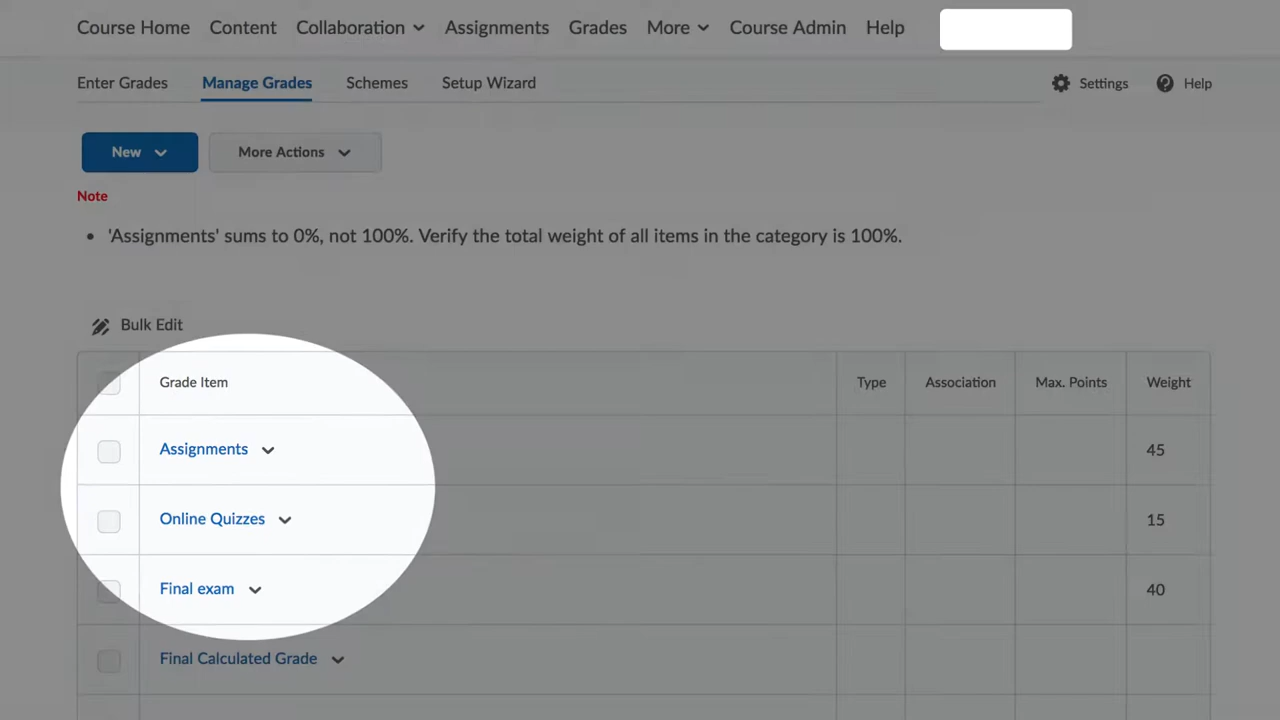 Course Home Content Collaboration Assignments Grades More Course Admin Help
Enter Grades Manage Grades Schemes Setup Wizard Settings Help
New More Actions
Note
• 'Assignments' sums to 0%, not 100%. Verify the total weight of all items in the category is 100%.
Bulk Edit
Grade Item Type Association Max. Points Weight
Assignments 45
Online Quizzes 15
Final exam 40
Final Calculated Grade